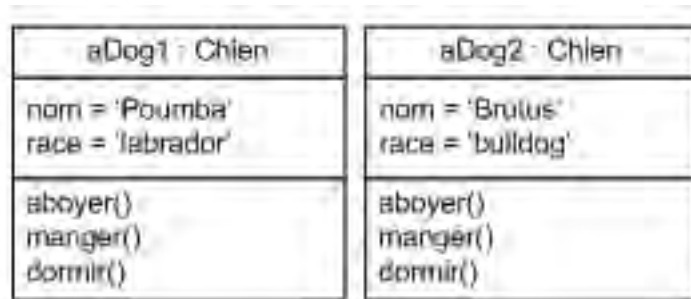 aDog1 : Chien
nom = 'Poumba'
race = 'labrador'
aboyer()
manger()
dormir()
aDog2 : Chien
nom = 'Brutus'
race = 'bulldog'
aboyer()
manger()
dormir()